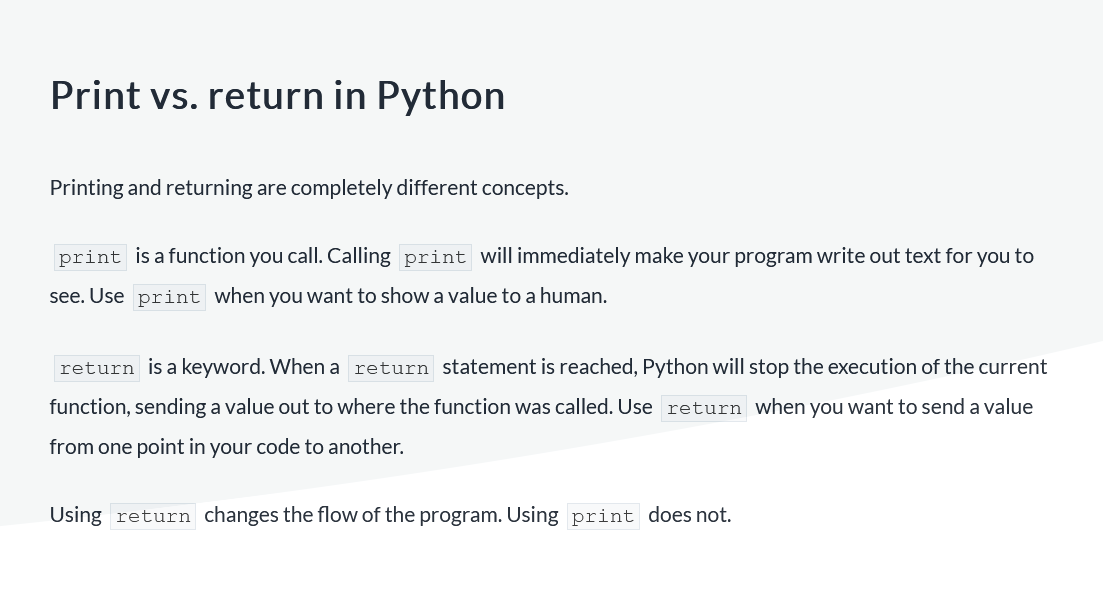 Print vs. return in Python
Printing and returning are completely different concepts.
print is a function you call. Calling print will immediately make your program write out text for you to
see. Use print when you want to show a value to a human.
return is a keyword. When a return statement is reached, Python will stop the execution of the current
function, sending a value out to where the function was called. Use return when you want to send a value
from one point in your code to another.
Using return changes the flow of the program. Using print does not.